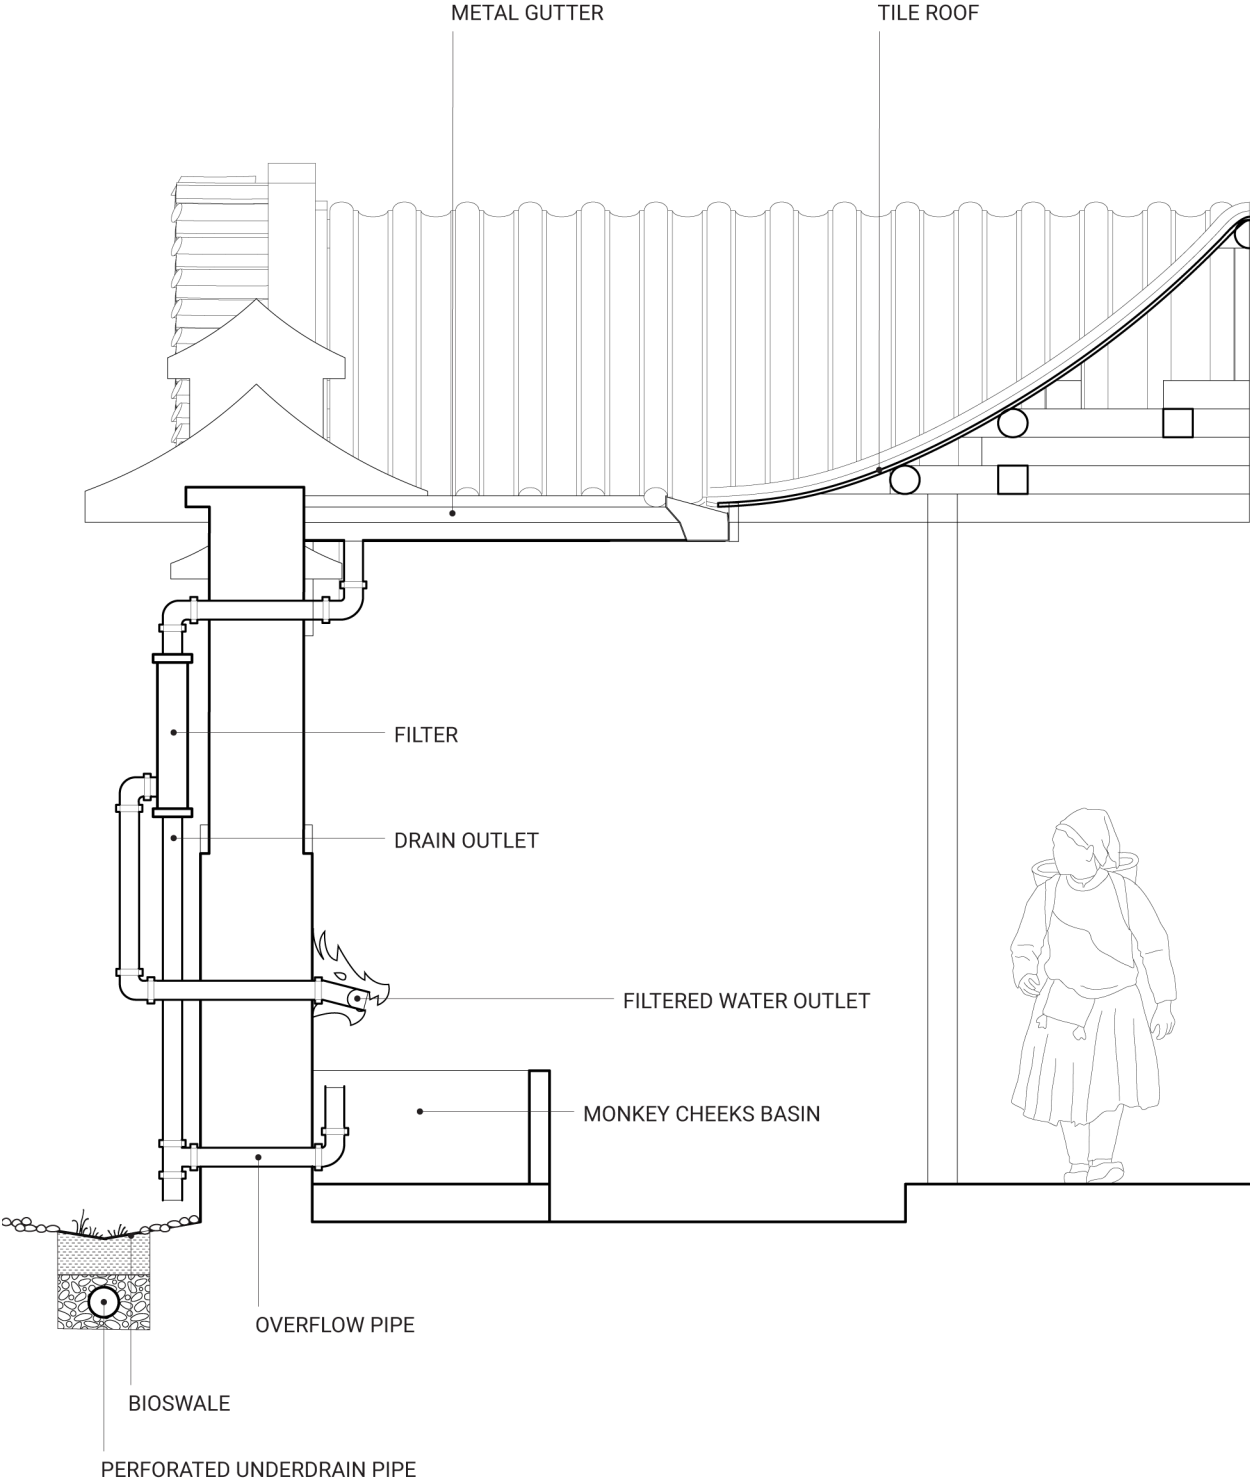 METAL GUTTER
TILE ROOF
FILTER
DRAIN OUTLET
FILTERED WATER OUTLET
MONKEY CHEEKS BASIN
OVERFLOW PIPE
BIOSWALE
PERFORATED UNDERDRAIN PIPE